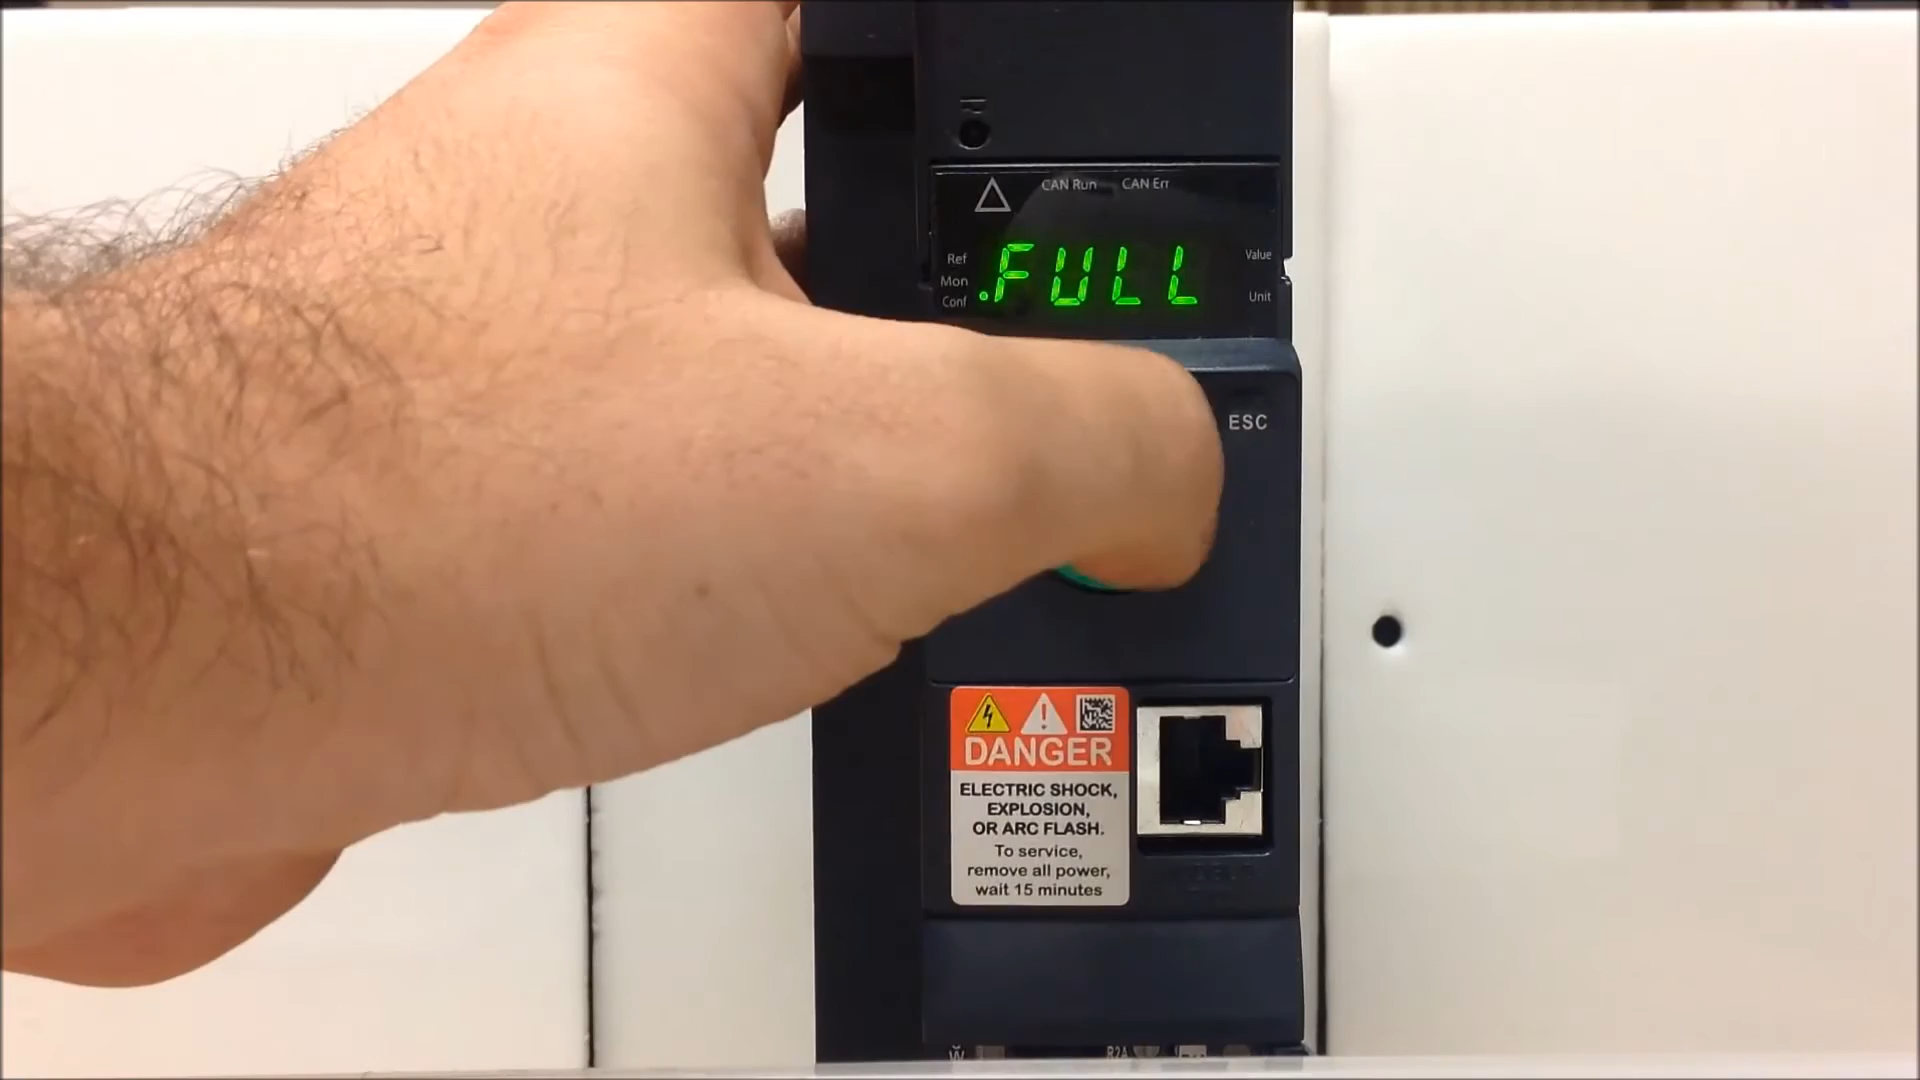 CAN Run CAN Err
Ref
Mon
Conf
.FULL
Value
Unit
ESC
DANGER
ELECTRIC SHOCK,
EXPLOSION,
OR ARC FLASH.
To service,
remove all power,
wait 15 minutes
R2A